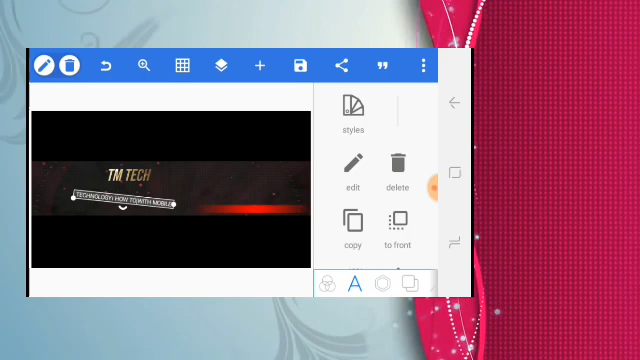 styles
TM TECH
edit
delete
TECHNOLOGY| HOW TO|WITH MOBILE
copy
to front